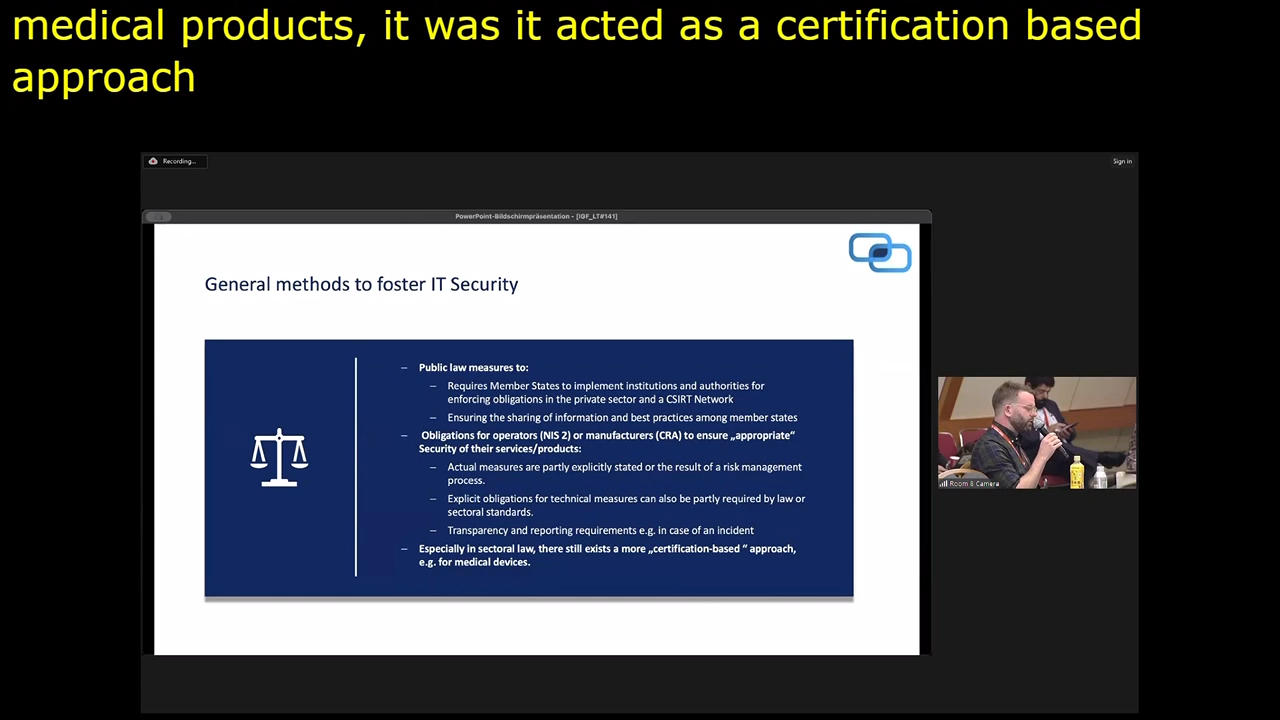 medical products, it was it acted as a certification based
approach
Recording...
Sign in
PowerPoint-Bildschirmpräsentation - [IGF_LT#141]
General methods to foster IT Security
– Public law measures to:
– Requires Member States to implement institutions and authorities for
enforcing obligations in the private sector and a CSIRT Network
– Ensuring the sharing of information and best practices among member states
– Obligations for operators (NIS 2) or manufacturers (CRA) to ensure „appropriate“
Security of their services/products:
– Actual measures are partly explicitly stated or the result of a risk management
process.
– Explicit obligations for technical measures can also be partly required by law or
sectoral standards.
– Transparency and reporting requirements e.g. in case of an incident
– Especially in sectoral law, there still exists a more „certification-based “ approach,
e.g. for medical devices.
Room 8 Camera